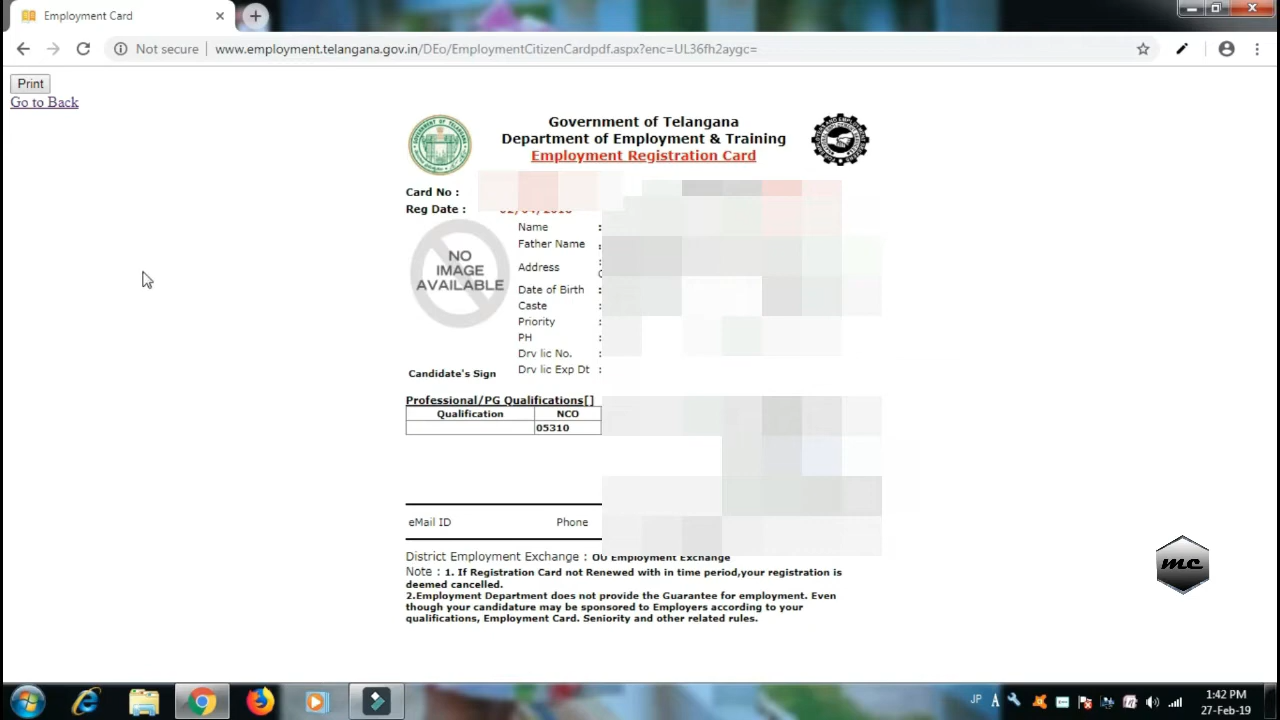 Employment Card
Not secure
www.employment.telangana.gov.in/DEo/EmploymentCitizenCardpdf.aspx?enc=UL36fh2aygc=
Print
Go to Back
Government of Telangana
Department of Employment & Training
Employment Registration Card
Card No :
Reg Date :
Name :
Father Name :
Address :
Date of Birth :
Caste :
Priority :
PH :
Drv lic No. :
Drv lic Exp Dt :
NO
IMAGE
AVAILABLE
Candidate's Sign
Professional/PG Qualifications[]
Qualification NCO
05310
eMail ID Phone
District Employment Exchange : OU Employment Exchange
Note : 1. If Registration Card not Renewed with in time period,your registration is
deemed cancelled.
2.Employment Department does not provide the Guarantee for employment. Even
though your candidature may be sponsored to Employers according to your
qualifications, Employment Card. Seniority and other related rules.
mc
JP A
1:42 PM
27-Feb-19